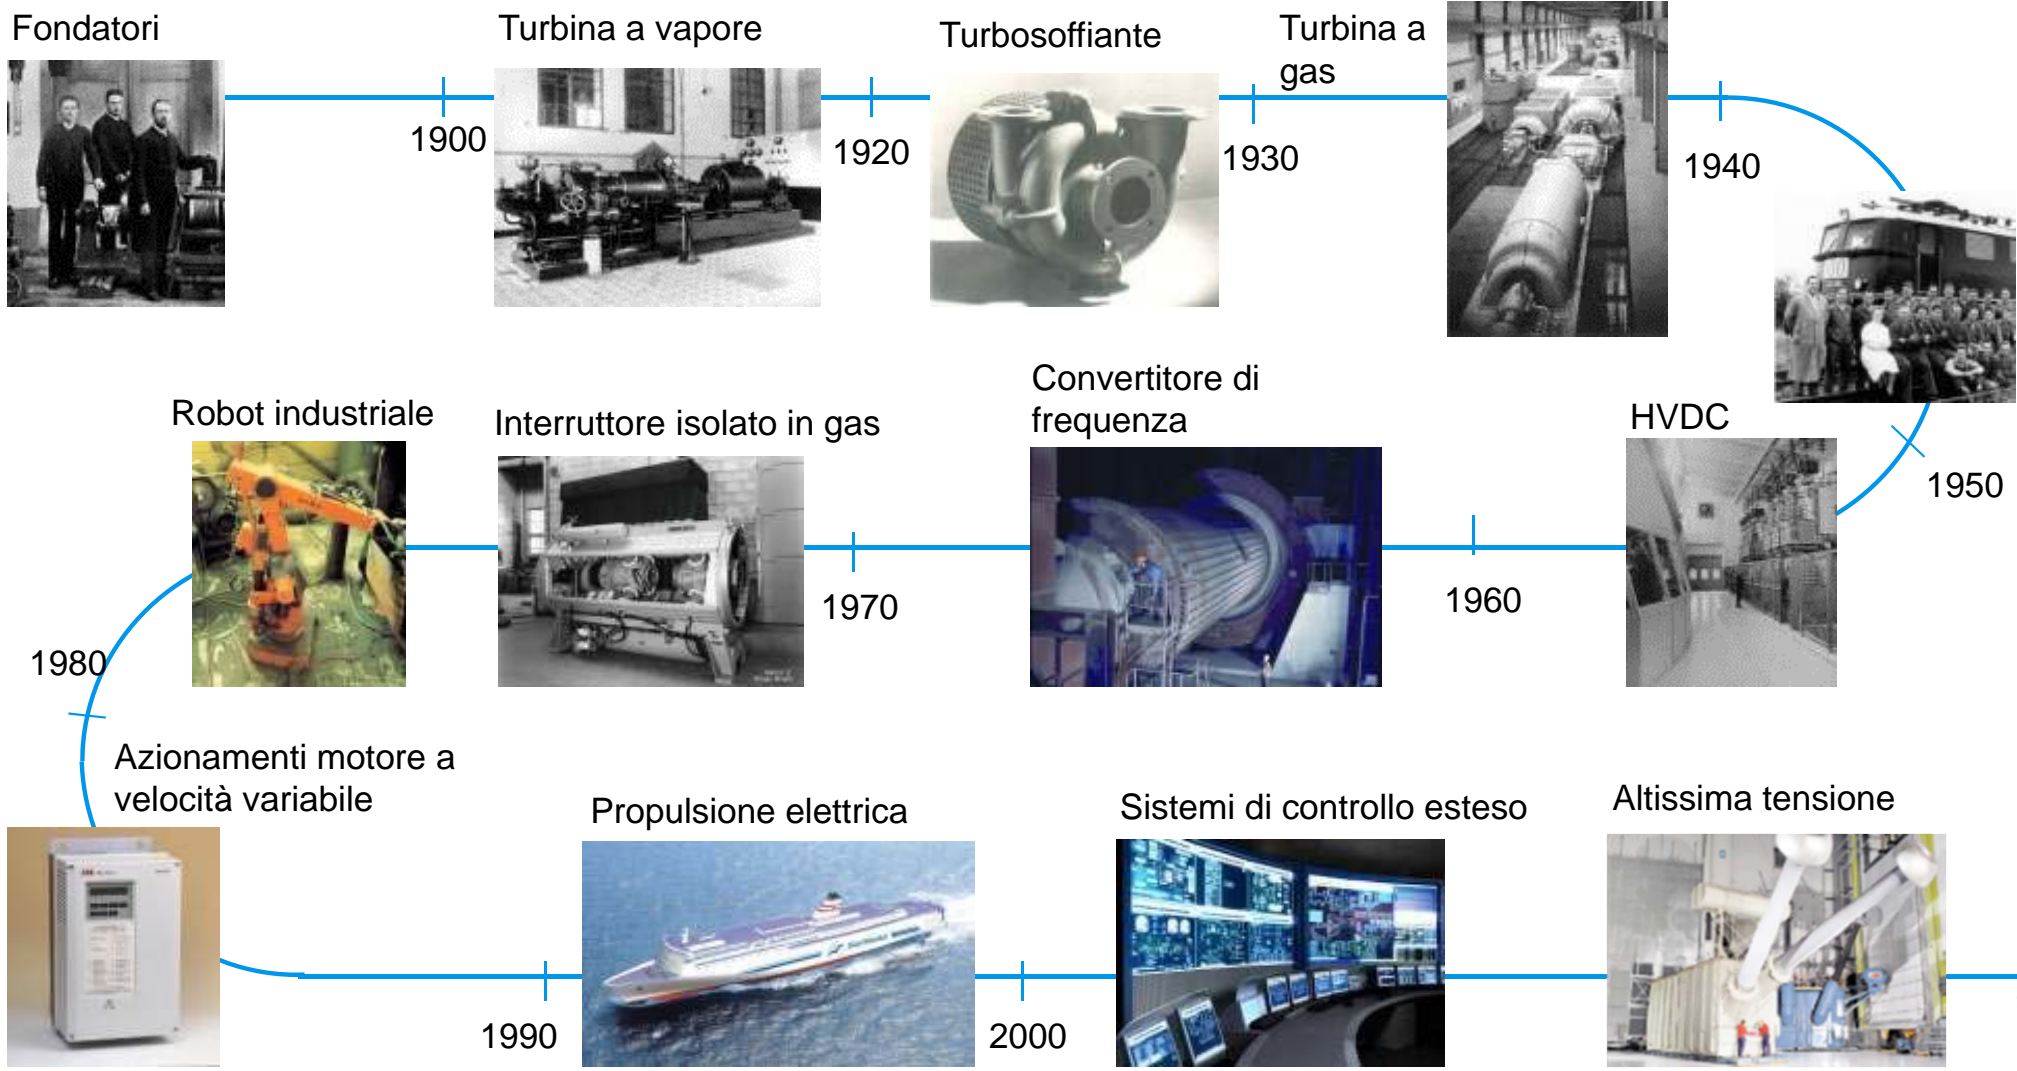 Fondatori
1900
Turbina a vapore
1920
Turbosoffiante
1930
Turbina a
gas
1940
1950
HVDC
1960
Convertitore di
frequenza
1970
Interruttore isolato in gas
Robot industriale
1980
Azionamenti motore a
velocità variabile
ABB
1990
Propulsione elettrica
2000
Sistemi di controllo esteso
Altissima tensione